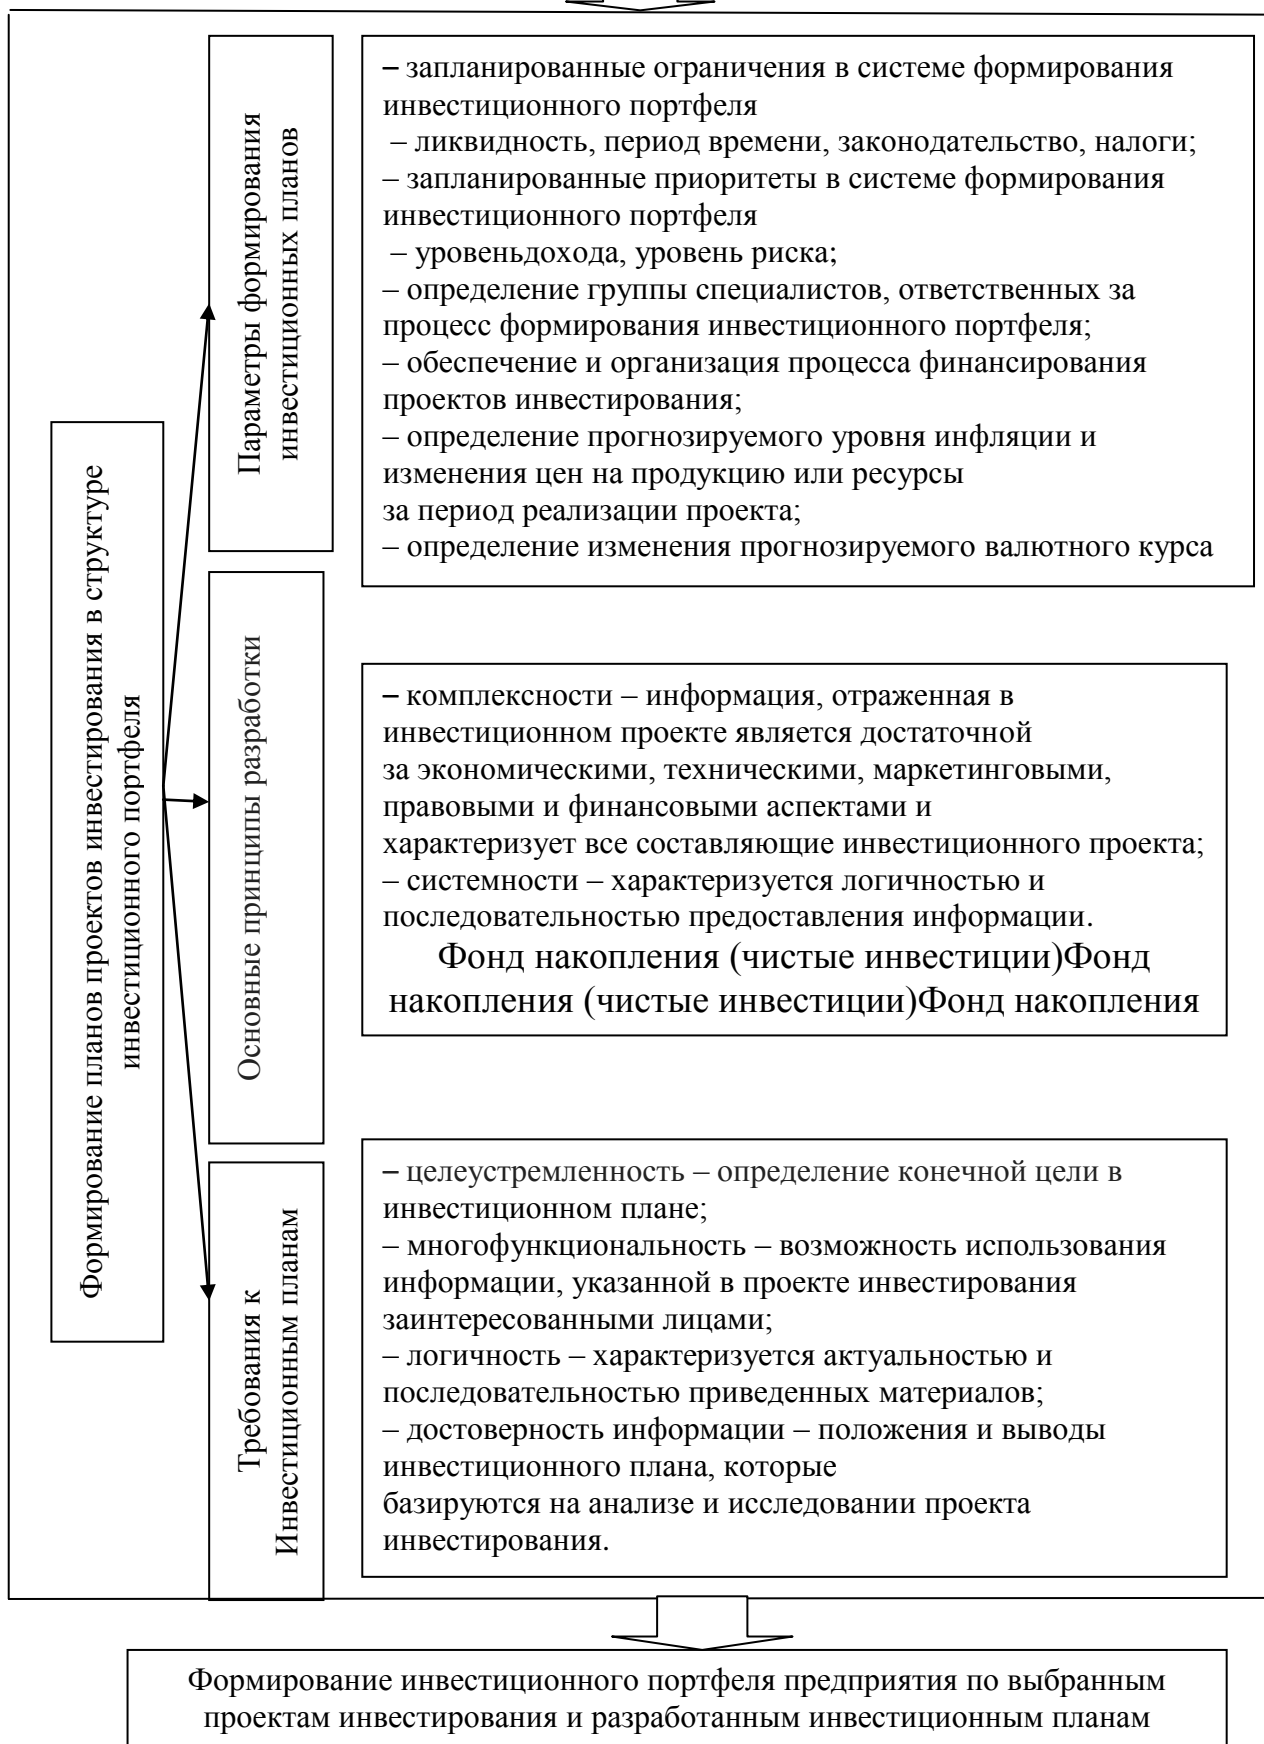 Формирование планов проектов инвестирования в структуре
инвестиционного портфеля
Параметры формирования
инвестиционных планов
– запланированные ограничения в системе формирования
инвестиционного портфеля
– ликвидность, период времени, законодательство, налоги;
– запланированные приоритеты в системе формирования
инвестиционного портфеля
– уровеньдохода, уровень риска;
– определение группы специалистов, ответственных за
процесс формирования инвестиционного портфеля;
– обеспечение и организация процесса финансирования
проектов инвестирования;
– определение прогнозируемого уровня инфляции и
изменения цен на продукцию или ресурсы
за период реализации проекта;
– определение изменения прогнозируемого валютного курса
Основные принципы разработки
– комплексности – информация, отраженная в
инвестиционном проекте является достаточной
за экономическими, техническими, маркетинговыми,
правовыми и финансовыми аспектами и
характеризует все составляющие инвестиционного проекта;
– системности – характеризуется логичностью и
последовательностью предоставления информации.
Фонд накопления (чистые инвестиции)Фонд
накопления (чистые инвестиции)Фонд накопления
Требования к
Инвестиционным планам
– целеустремленность – определение конечной цели в
инвестиционном плане;
– многофункциональность – возможность использования
информации, указанной в проекте инвестирования
заинтересованными лицами;
– логичность – характеризуется актуальностью и
последовательностью приведенных материалов;
– достоверность информации – положения и выводы
инвестиционного плана, которые
базируются на анализе и исследовании проекта
инвестирования.
Формирование инвестиционного портфеля предприятия по выбранным
проектам инвестирования и разработанным инвестиционным планам